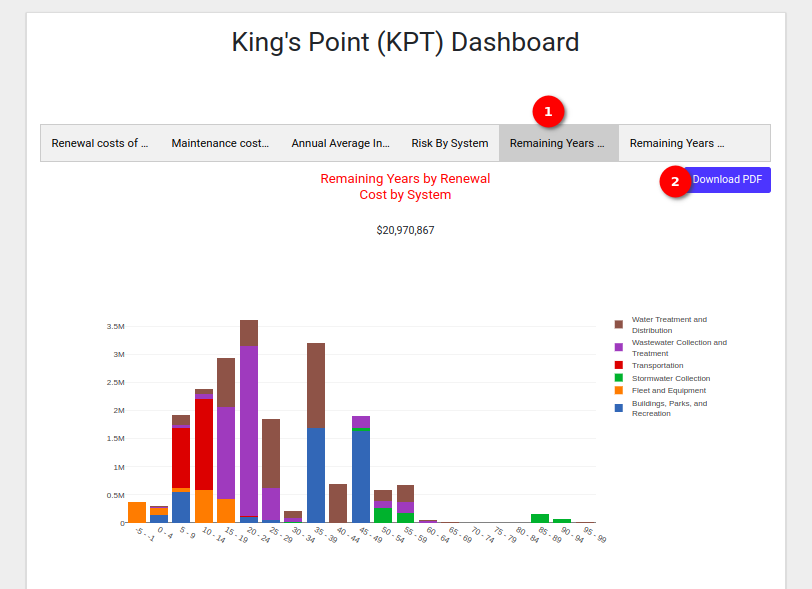 King's Point (KPT) Dashboard
1
Renewal costs of ...
Maintenance cost...
Annual Average In...
Risk By System
Remaining Years ...
Remaining Years ...
Remaining Years by Renewal
Cost by System
2
Download PDF
$20,970,867
3.5M
3M
2.5M
2M
1.5M
1M
0.5M
0
-5 - -1
0 - 4
5 - 9
10 - 14
15 - 19
20 - 24
25 - 29
30 - 34
35 - 39
40 - 44
45 - 49
50 - 54
55 - 59
60 - 64
65 - 69
70 - 74
75 - 79
80 - 84
85 - 89
90 - 94
95 - 99
Water Treatment and
Distribution
Wastewater Collection and
Treatment
Transportation
Stormwater Collection
Fleet and Equipment
Buildings, Parks, and
Recreation